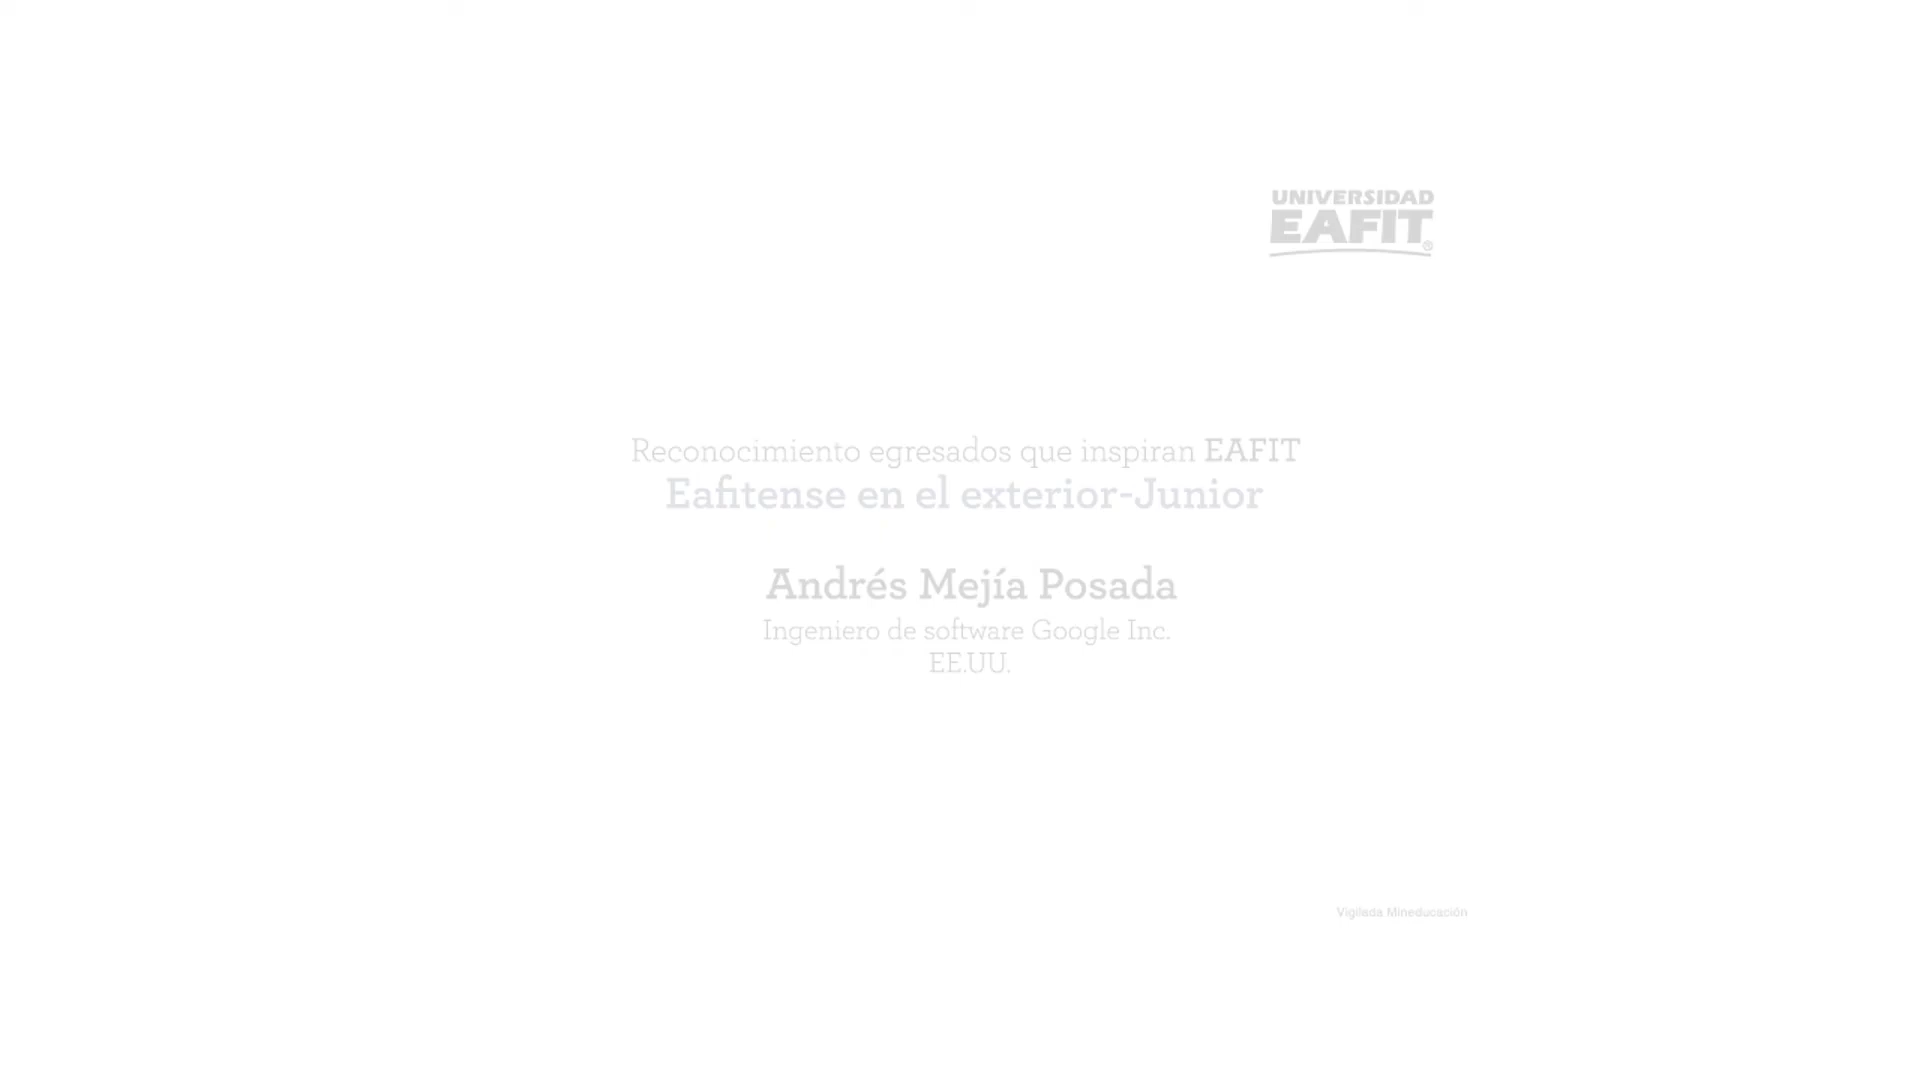 UNIVERSIDAD
EAFIT®
Reconocimiento egresados que inspiran EAFIT
Eafitense en el exterior-Junior
Andrés Mejía Posada
Ingeniero de software Google Inc.
EE.UU.
Vigilada Mineducación